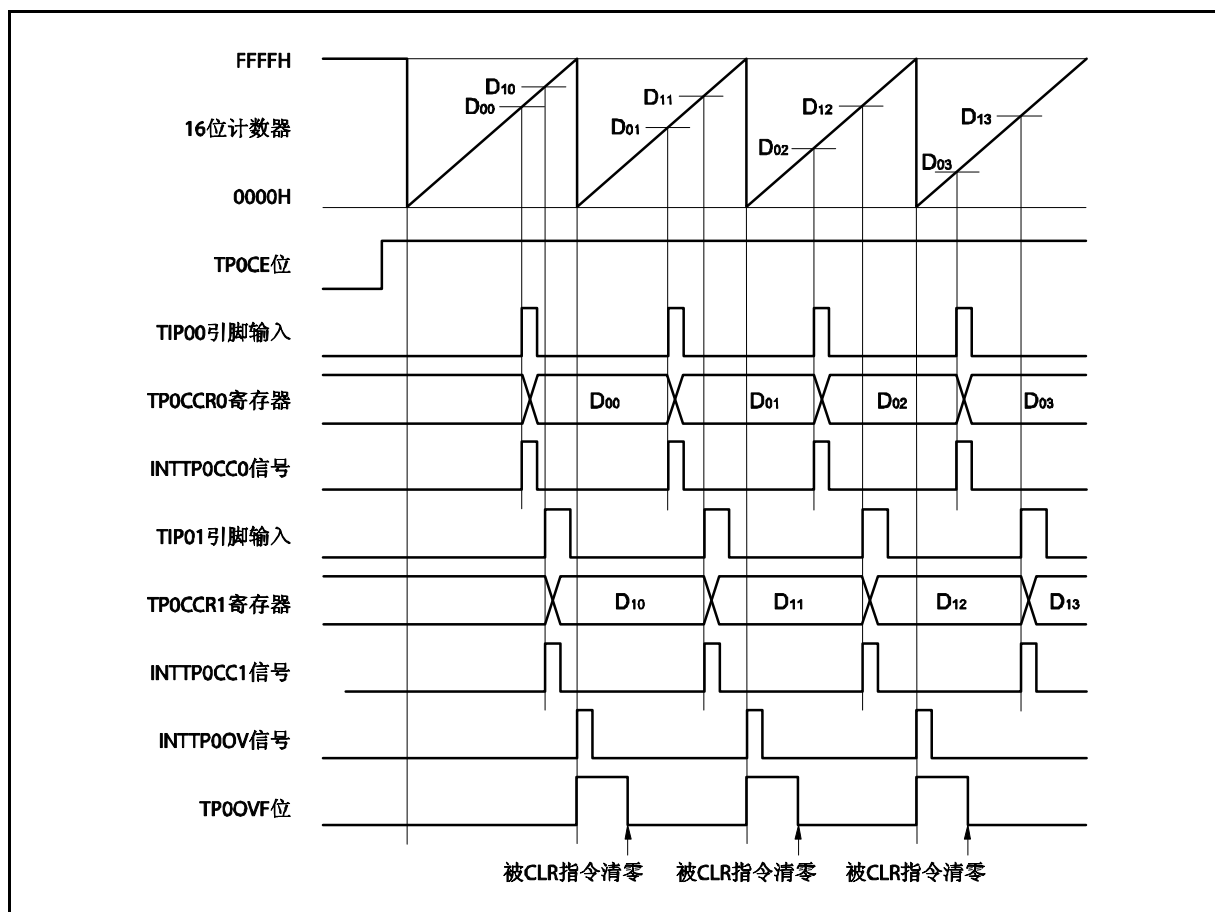 FFFFH
D10
D00
D11
D01
D12
D02
D13
D03
16位计数器
0000H
TP0CE位
TIP00引脚输入
TP0CCR0寄存器
D00
D01
D02
D03
INTTP0CC0信号
TIP01引脚输入
TP0CCR1寄存器
D10
D11
D12
D13
INTTP0CC1信号
INTTP0OV信号
TP0OVF位
被CLR指令清零
被CLR指令清零
被CLR指令清零